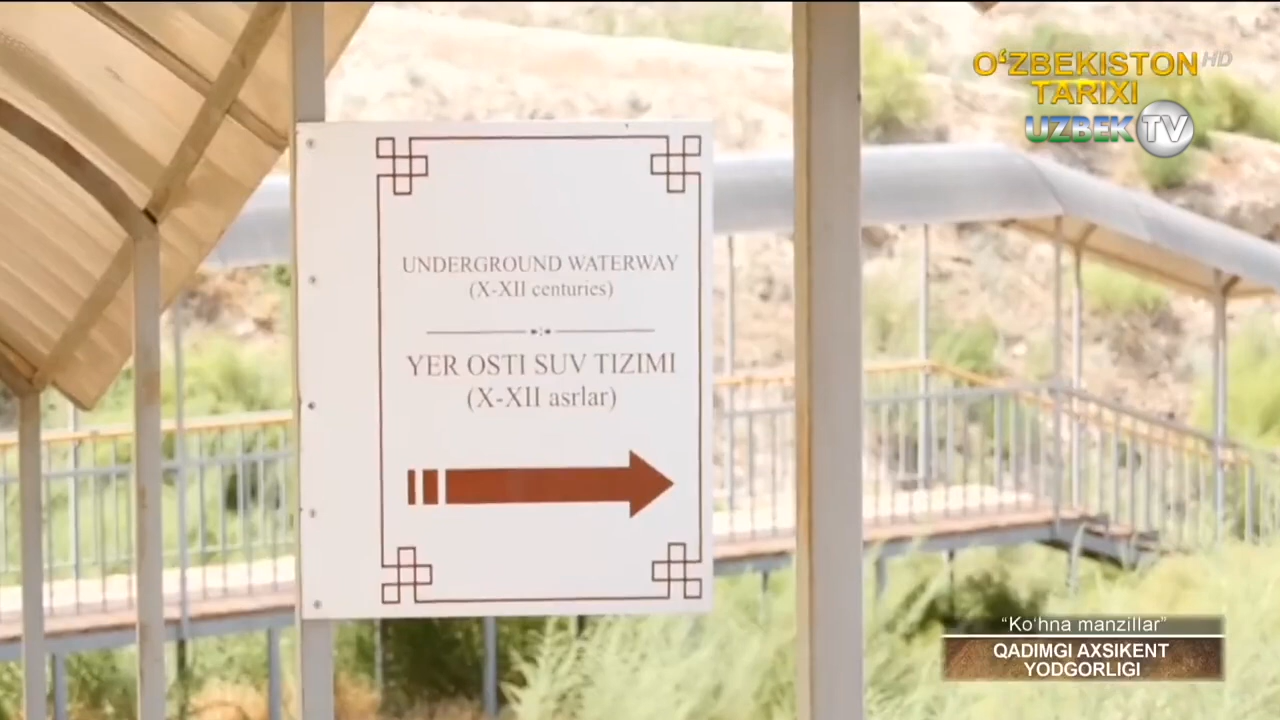 O‘ZBEKISTON HD
TARIXI
UZBEK TV
UNDERGROUND WATERWAY
(X-XII centuries)
YER OSTI SUV TIZIMI
(X-XII asrlar)
“Ko‘hna manzillar”
QADIMGI AXSIKENT
YODGORLIGI